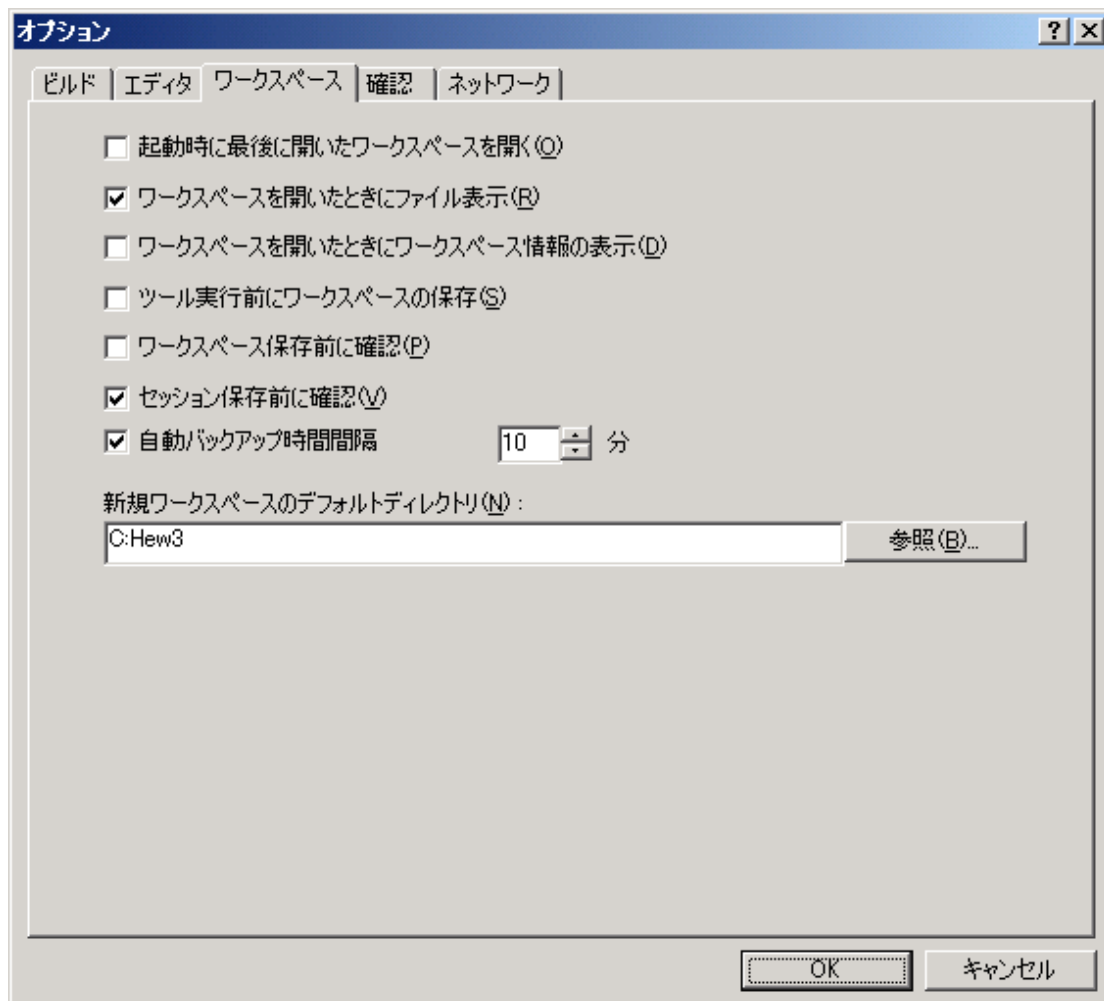 オプション
ビルド エディタ ワークスペース 確認 ネットワーク
起動時に最後に開いたワークスペースを開く(O)
ワークスペースを開いたときにファイル表示(R)
ワークスペースを開いたときにワークスペース情報の表示(D)
ツール実行前にワークスペースの保存(S)
ワークスペース保存前に確認(P)
セッション保存前に確認(V)
自動バックアップ時間間隔 10 分
新規ワークスペースのデフォルトディレクトリ(N) :
C:Hew3 参照(B)...
OK キャンセル